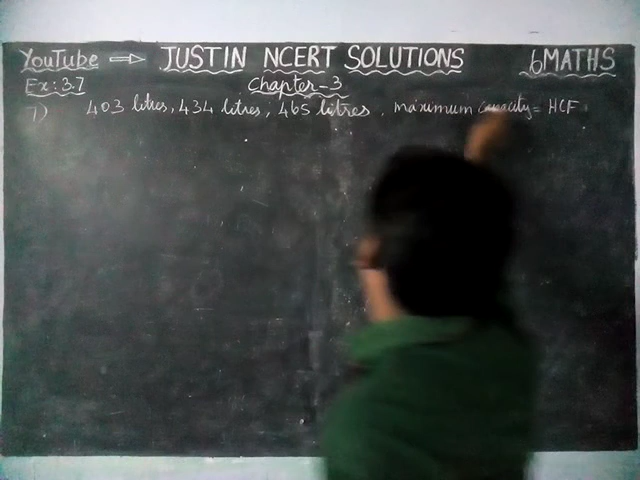 YouTube ⇒ JUSTIN NCERT SOLUTIONS 6MATHS
Ex: 3.7 Chapter-3
7) 403 litres, 434 litres, 465 litres. maximum capacity = HCF